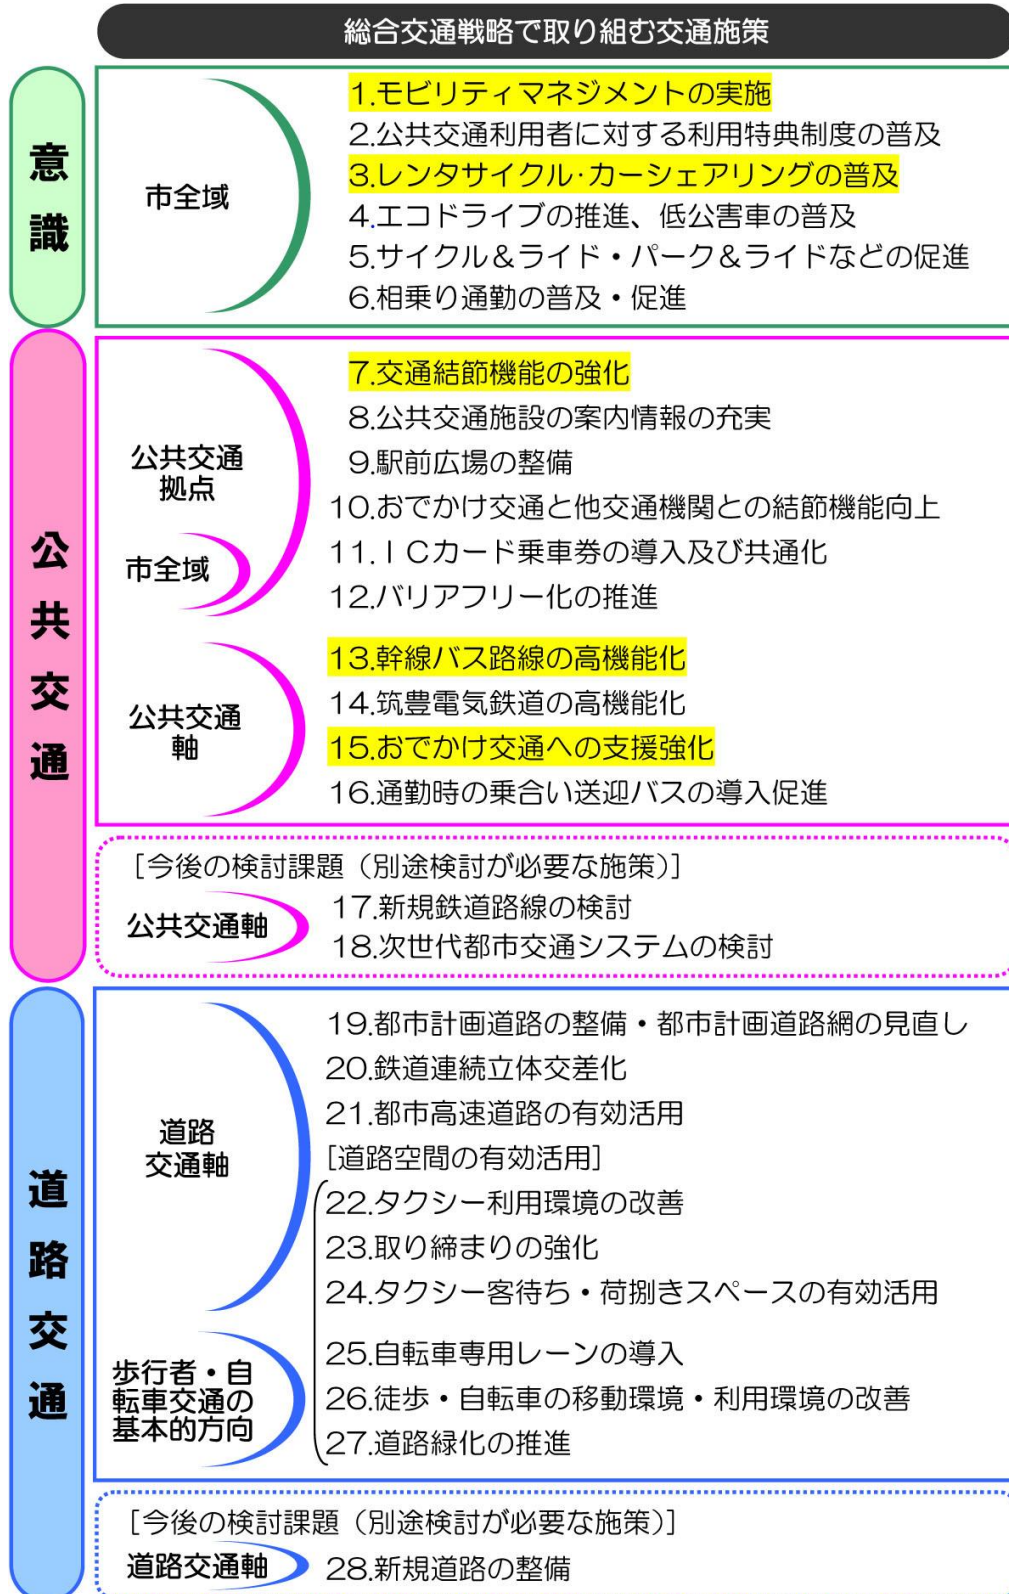 総合交通戦略で取り組む交通施策
意識
市全域
1.モビリティマネジメントの実施
2.公共交通利用者に対する利用特典制度の普及
3.レンタサイクル・カーシェアリングの普及
4.エコドライブの推進、低公害車の普及
5.サイクル&ライド・パーク&ライドなどの促進
6.相乗り通勤の普及・促進
公共交通
公共交通
拠点
市全域
7.交通結節機能の強化
8.公共交通施設の案内情報の充実
9.駅前広場の整備
10.おでかけ交通と他交通機関との結節機能向上
11.ICカード乗車券の導入及び共通化
12.バリアフリー化の推進
公共交通
軸
13.幹線バス路線の高機能化
14.筑豊電気鉄道の高機能化
15.おでかけ交通への支援強化
16.通勤時の乗合い送迎バスの導入促進
[今後の検討課題（別途検討が必要な施策）]
公共交通軸
17.新規鉄道路線の検討
18.次世代都市交通システムの検討
道路交通
道路
交通軸
19.都市計画道路の整備・都市計画道路網の見直し
20.鉄道連続立体交差化
21.都市高速道路の有効活用
[道路空間の有効活用]
22.タクシー利用環境の改善
23.取り締まりの強化
24.タクシー客待ち・荷捌きスペースの有効活用
歩行者・自
転車交通の
基本的方向
25.自転車専用レーンの導入
26.徒歩・自転車の移動環境・利用環境の改善
27.道路緑化の推進
[今後の検討課題（別途検討が必要な施策）]
道路交通軸
28.新規道路の整備